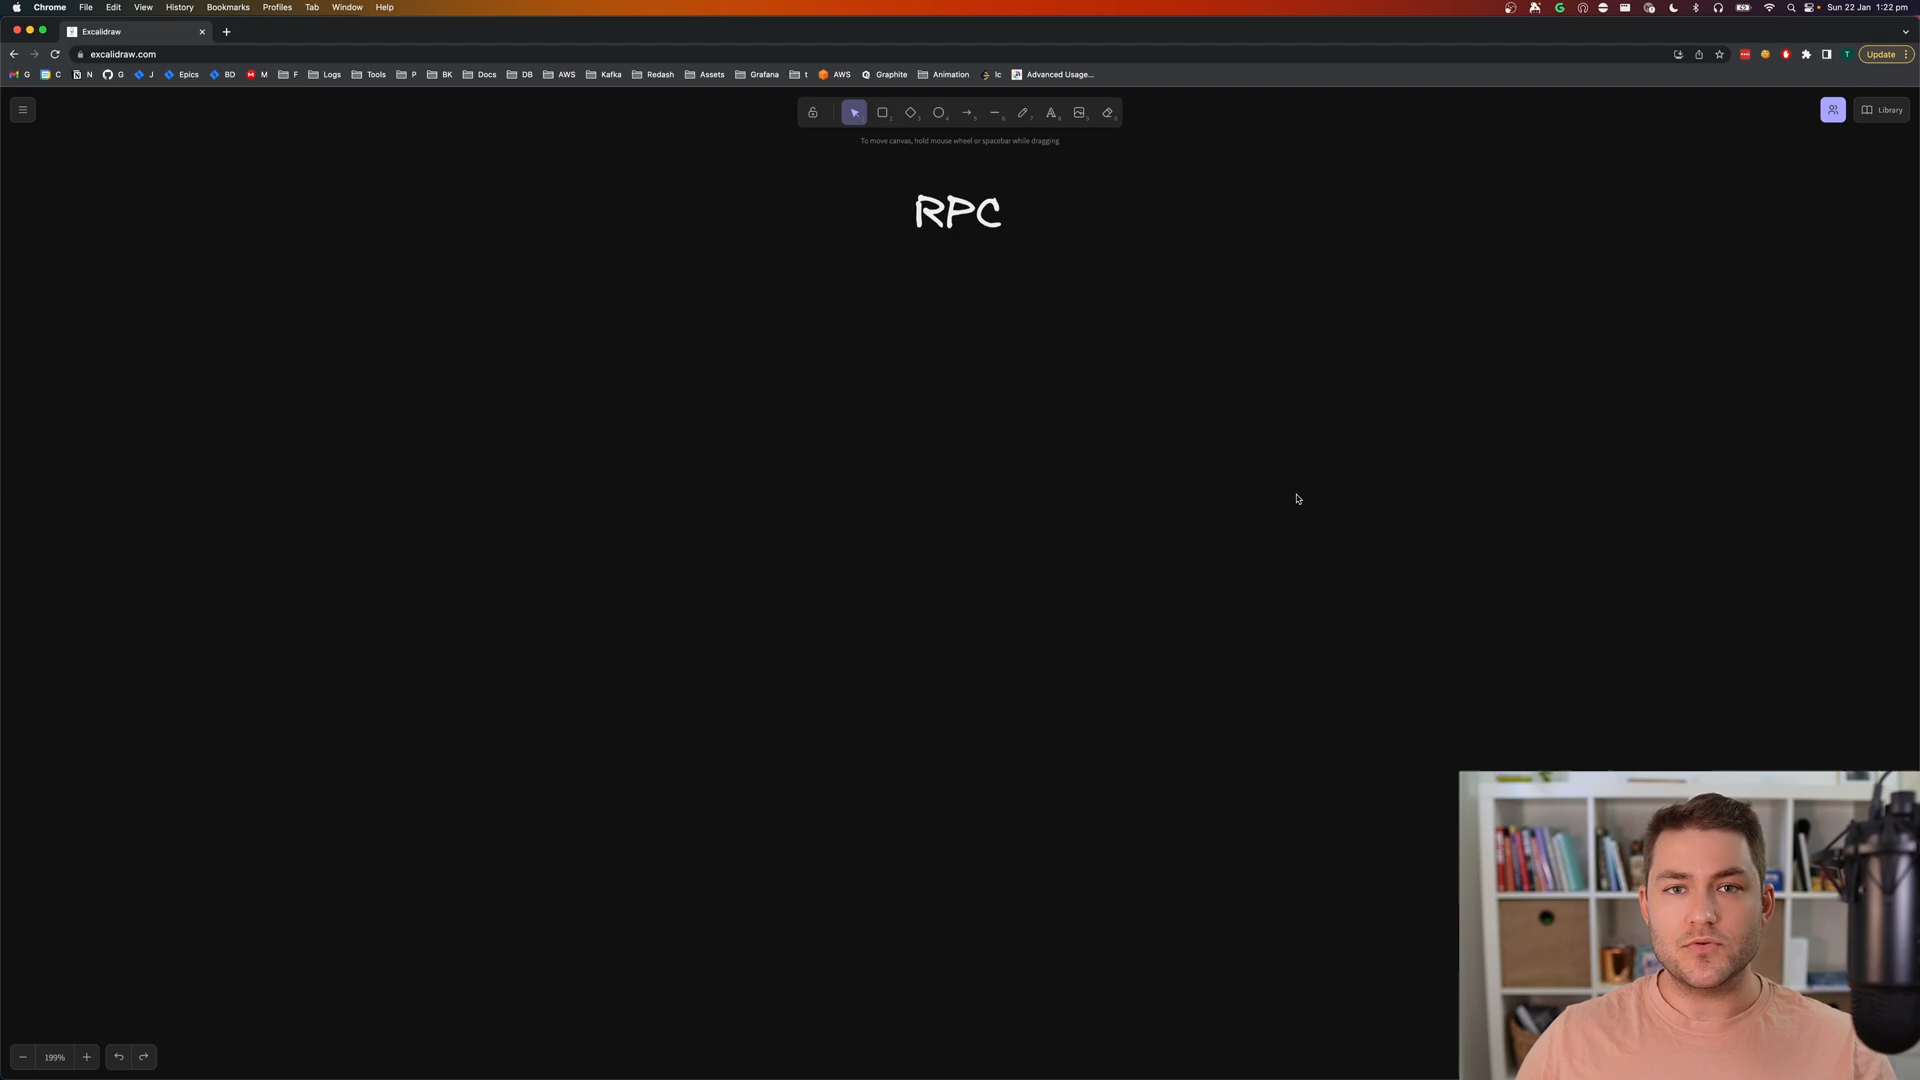 Chrome File Edit View History Bookmarks Profiles Tab Window Help
Sun 22 Jan 1:22 pm
Excalidraw
excalidraw.com
Update
G C N G J Epics BD M F Logs Tools P BK Docs DB AWS Kafka Redash Assets Grafana t AWS Graphite Animation lc Advanced Usage...
Library
To move canvas, hold mouse wheel or spacebar while dragging
RPC
199%